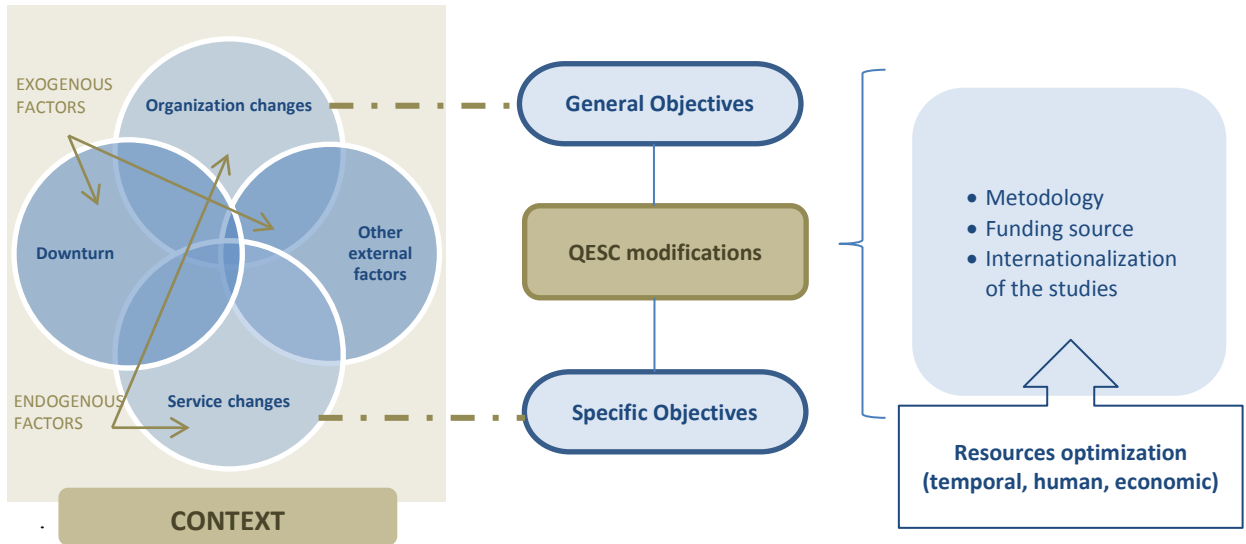 EXOGENOUS
FACTORS
Organization changes
Downturn
Other
external
factors
ENDOGENOUS
FACTORS
Service changes
.
CONTEXT
General Objectives
QESC modifications
Specific Objectives
• Metodology
• Funding source
• Internationalization
of the studies
Resources optimization
(temporal, human, economic)